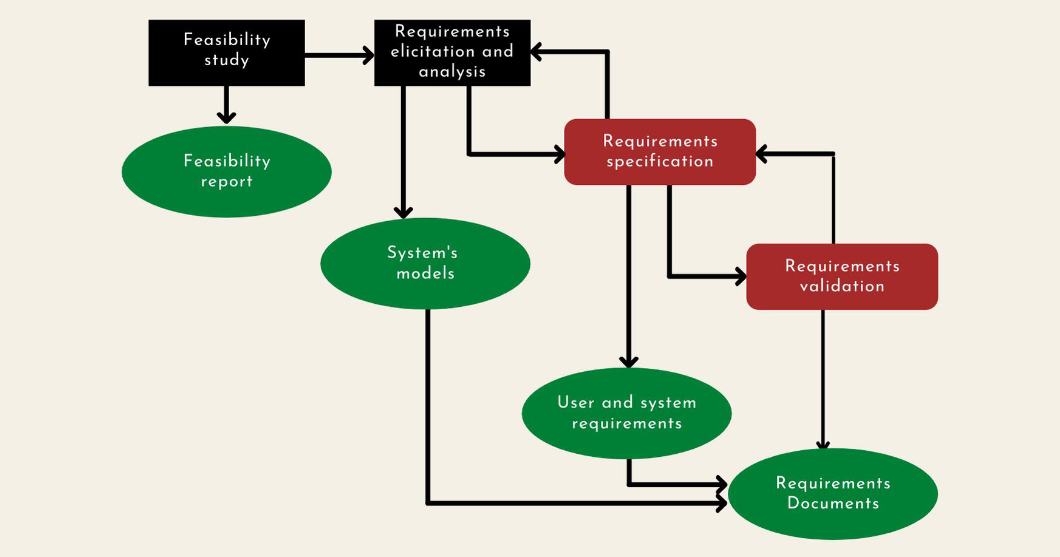 Feasibility
study
Requirements
elicitation and
analysis
Requirements
specification
Feasibility
report
System's
models
Requirements
validation
User and system
requirements
Requirements
Documents